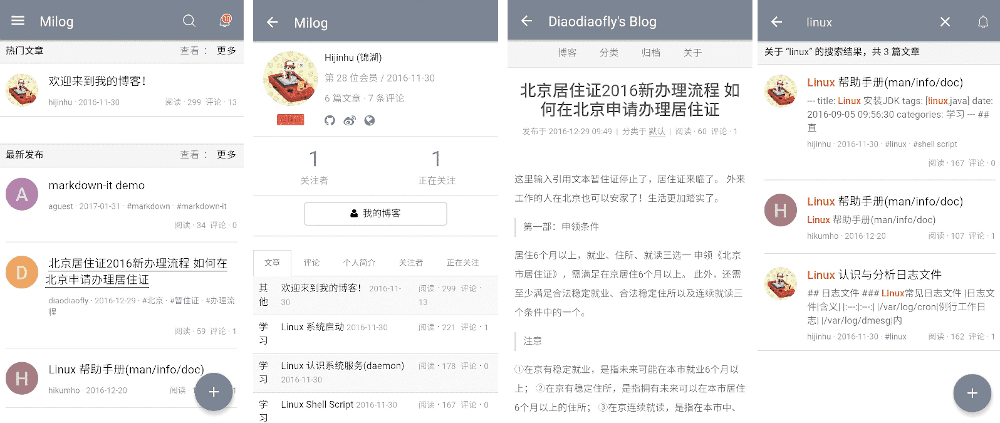 Milog
10
热门文章 查看： 更多
欢迎来到我的博客！
hijinhu · 2016-11-30 阅读 · 299 评论 · 13
最新发布 查看： 更多
A
markdown-it demo
aguest · 2017-01-31 · #markdown · #markdown-it
阅读 · 34 评论 · 0
D
北京居住证2016新办理流程 如何在
北京申请办理居住证
diaodiaofly · 2016-12-29 · #北京 · #暂住证 · #办理流
程
阅读 · 59 评论 · 0
H
Linux 帮助手册(man/info/doc)
hikumho · 2016-12-20
Milog
Hijinhu (锦湖)
第 28 位会员 / 2016-11-30
6 篇文章 · 7 条评论
1 1
关注者 正在关注
我的博客
文章 评论 个人简介 关注者 正在关注
其他 欢迎来到我的博客！ 2016-11-
30
阅读 · 299 评论 ·
13
学习 Linux 系统启动 2016-11-30 阅读 · 221 评论 · 1
学习 Linux 认识系统服务(daemon)
2016-11-30
阅读 · 178 评论 · 0
学习 Linux Shell Script 2016-11-30 阅读 · 167 评论 · 0
Diaodiaofly's Blog
博客 分类 归档 关于
北京居住证2016新办理流程 如
何在北京申请办理居住证
发布于 2016-12-29 09:49 | 分类于 默认 | 阅读 · 60 评论 · 1
这里输入引用文本暂住证停止了，居住证来临了。 外来
工作的人在北京也可以安家了！生活更加踏实了。
第一部：申领条件
居住6个月以上，就业、住所、就读三选一 申领《北京
市居住证》，需满足在京居住6个月以上。 此外，还需
至少满足合法稳定就业、合法稳定住所以及连续就读三
个条件中的一个。
注意
①在京有稳定就业，是指未来可能在本市就业6个月以
上； ②在京有稳定住所，是指拥有未来可以在本市居住
6个月以上的住所； ③在京连续就读，是指在本市中、
linux
关于 “linux” 的搜索结果，共 3 篇文章
Linux 帮助手册(man/info/doc)
--- title: Linux 安装JDK tags: [linux,java] date:
2016-09-05 09:56:30 categories: 学习 --- ##
直
hijinhu · 2016-11-30 · #linux · #shell script
阅读 · 167 评论 · 0
H
Linux 帮助手册(man/info/doc)
Linux 帮助手册(man/info/doc)
hikumho · 2016-12-20 阅读 · 107 评论 · 1
Linux 认识与分析日志文件
## 日志文件 ### Linux常见日志文件 |日志文
件|含义| |:---:|:---:| |/var/log/cron|例行工作日
志| |/var/log/dmesg|内
hijinhu · 2016-11-30 · #linux 阅读 · 162 评论 · 1